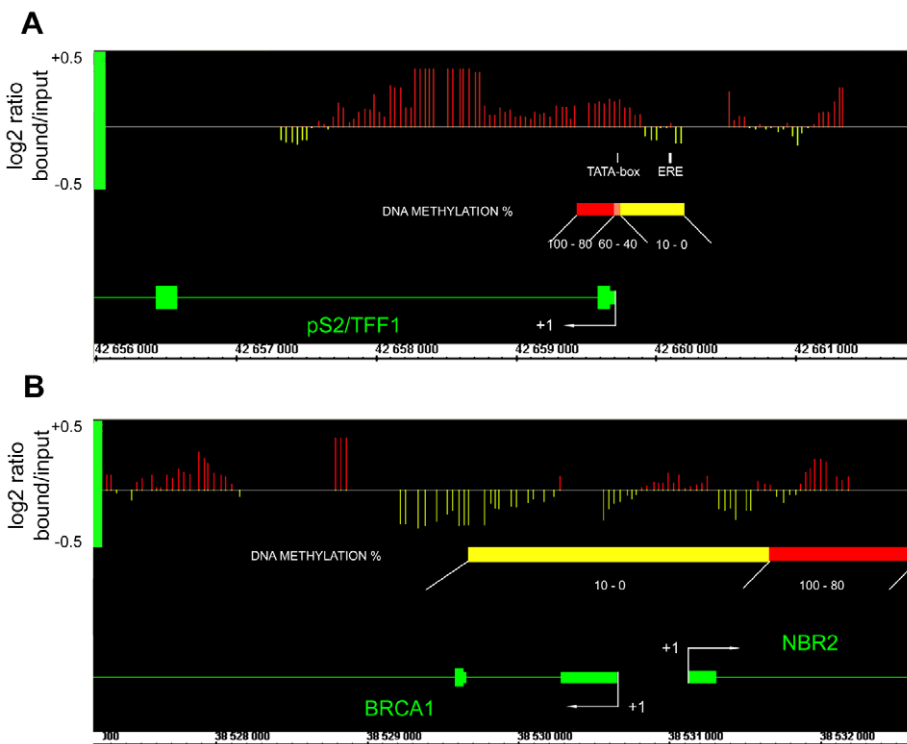 A
+0.5
log2 ratio
bound/input
-0.5
TATA-box ERE
DNA METHYLATION %
100 - 80 60 - 40 10 - 0
pS2/TFF1
+1
42 656 000 42 657 000 42 658 000 42 659 000 42 660 000 42 661 000
B
+0.5
log2 ratio
bound/input
-0.5
DNA METHYLATION %
10 - 0 100 - 80
NBR2
+1
BRCA1
+1
38 528 000 38 529 000 38 530 000 38 531 000 38 532 000